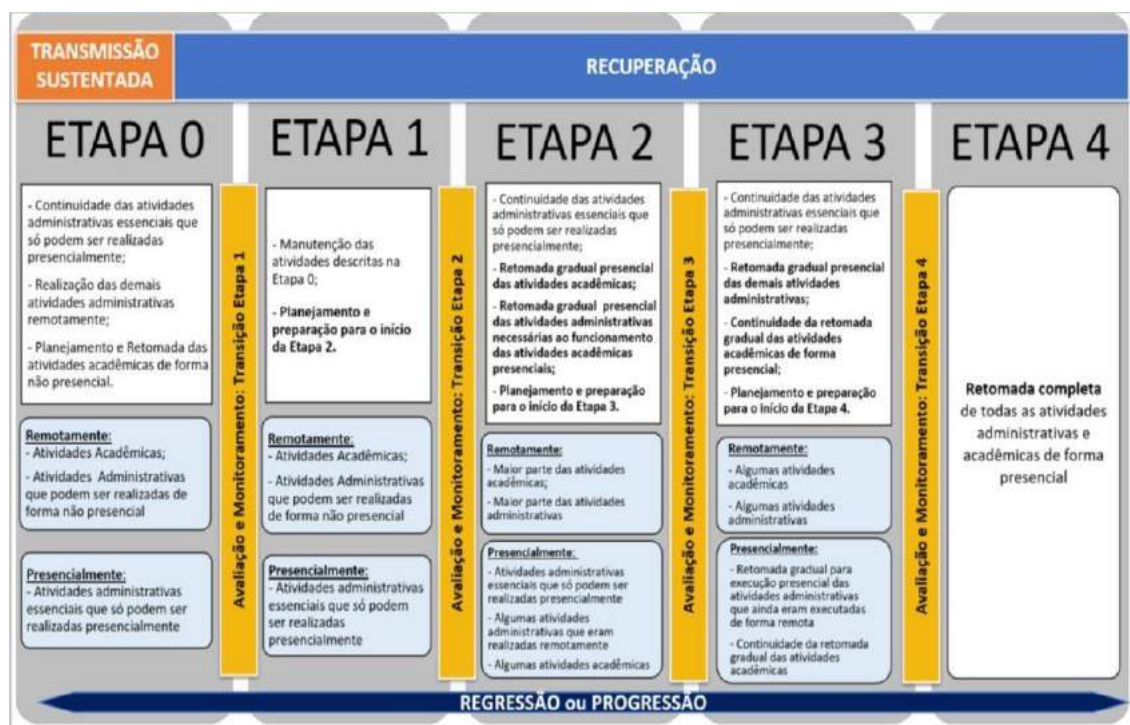 TRANSMISSÃO
SUSTENTADA
RECUPERAÇÃO
ETAPA 0
- Continuidade das atividades
administrativas essenciais que
só podem ser realizadas
presencialmente;
- Realização das demais
atividades administrativas
remotamente;
- Planejamento e Retomada das
atividades acadêmicas de forma
não presencial.
Remotamente:
- Atividades Acadêmicas;
- Atividades Administrativas
que podem ser realizadas de
forma não presencial
Presencialmente:
- Atividades administrativas
essenciais que só podem ser
realizadas presencialmente
Avaliação e Monitoramento: Transição Etapa 1
ETAPA 1
- Manutenção das
atividades descritas na
Etapa 0;
- Planejamento e
preparação para o início
da Etapa 2.
Remotamente:
- Atividades Acadêmicas;
- Atividades Administrativas
que podem ser realizadas
de forma não presencial
Presencialmente:
- Atividades administrativas
essenciais que só podem
ser realizadas
presencialmente
Avaliação e Monitoramento: Transição Etapa 2
ETAPA 2
- Continuidade das atividades
administrativas essenciais que só
podem ser realizadas
presencialmente;
- Retomada gradual presencial
das atividades acadêmicas;
- Retomada gradual presencial
das atividades administrativas
necessárias ao funcionamento
das atividades acadêmicas
presenciais;
- Planejamento e preparação
para o início da Etapa 3.
Remotamente:
- Maior parte das atividades
acadêmicas;
- Maior parte das atividades
administrativas
Presencialmente:
- Atividades administrativas
essenciais que só podem ser
realizadas presencialmente
- Algumas atividades
administrativas que eram
realizadas remotamente
- Algumas atividades acadêmicas
Avaliação e Monitoramento: Transição Etapa 3
ETAPA 3
- Continuidade das atividades
administrativas essenciais que só
podem ser realizadas
presencialmente;
- Retomada gradual presencial
das demais atividades
administrativas;
- Continuidade da retomada
gradual das atividades
acadêmicas de forma
presencial;
- Planejamento e preparação
para o início da Etapa 4.
Remotamente:
- Algumas atividades
acadêmicas
- Algumas atividades
administrativas
Presencialmente:
- Retomada gradual para
execução presencial das
atividades administrativas
que ainda eram executadas
de forma remota
- Continuidade da retomada
gradual das atividades
acadêmicas
Avaliação e Monitoramento: Transição Etapa 4
ETAPA 4
Retomada completa
de todas as atividades
administrativas e
acadêmicas de forma
presencial
REGRESSÃO ou PROGRESSÃO